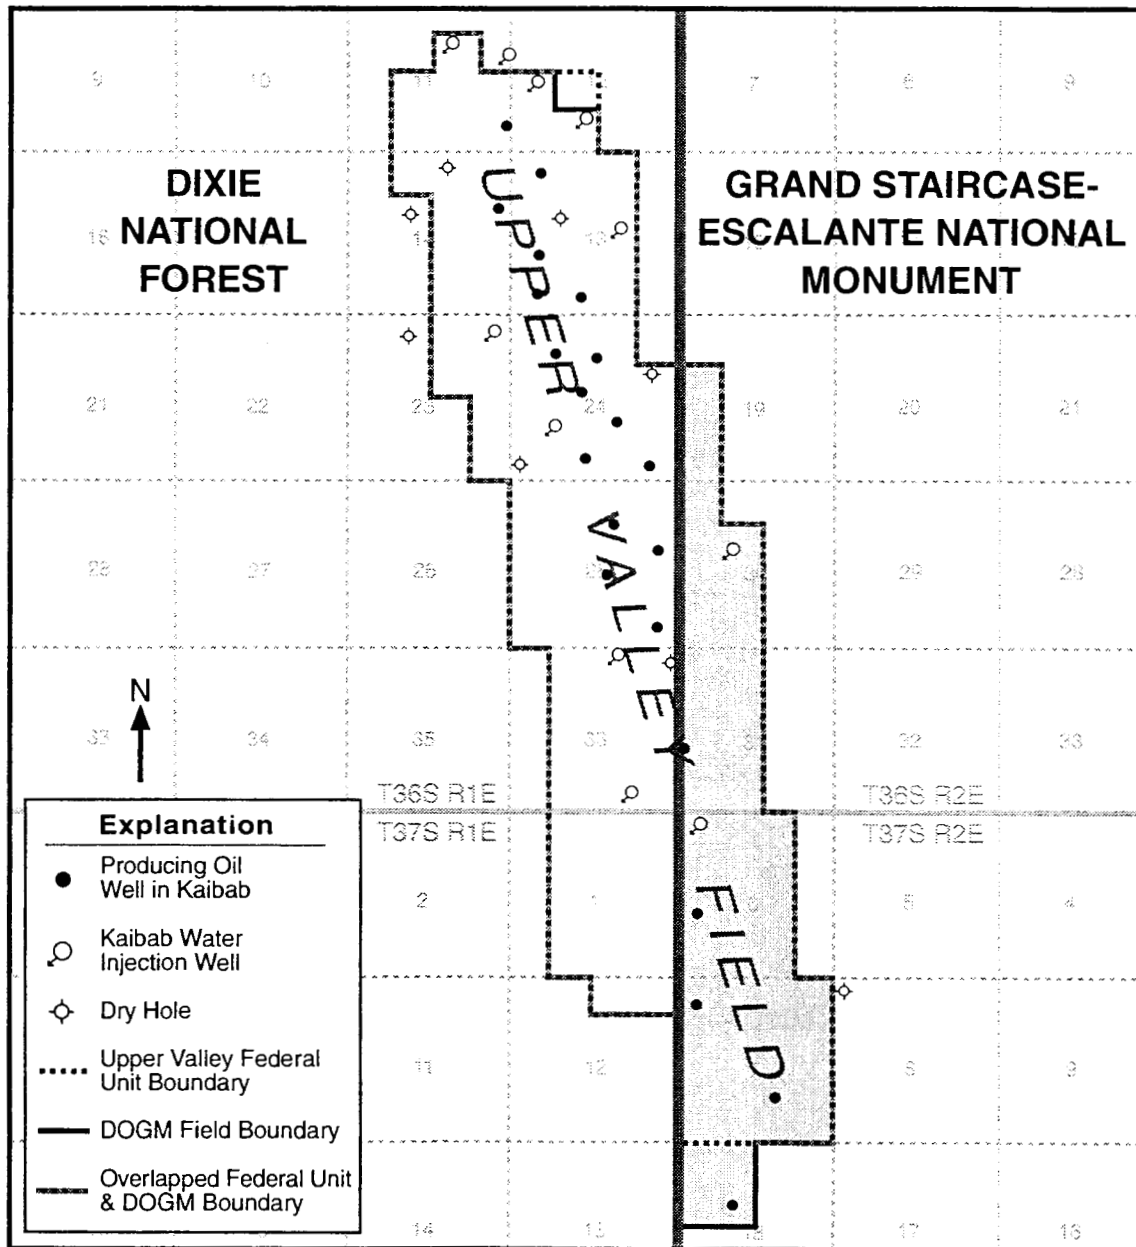 9
10
11
7
8
9
DIXIE
NATIONAL
FOREST
GRAND STAIRCASE-
ESCALANTE NATIONAL
MONUMENT
14
13
UPPER
21
22
23
24
19
20
21
VALLEY
27
29
28
N
33
34
35
32
33
T36S R1E
T36S R2E
T37S R1E
T37S R2E
2
1
5
4
FIELD
11
12
8
9
14
17
16
Explanation
Producing Oil
Well in Kaibab
Kaibab Water
Injection Well
Dry Hole
Upper Valley Federal
Unit Boundary
DOGM Field Boundary
Overlapped Federal Unit
& DOGM Boundary